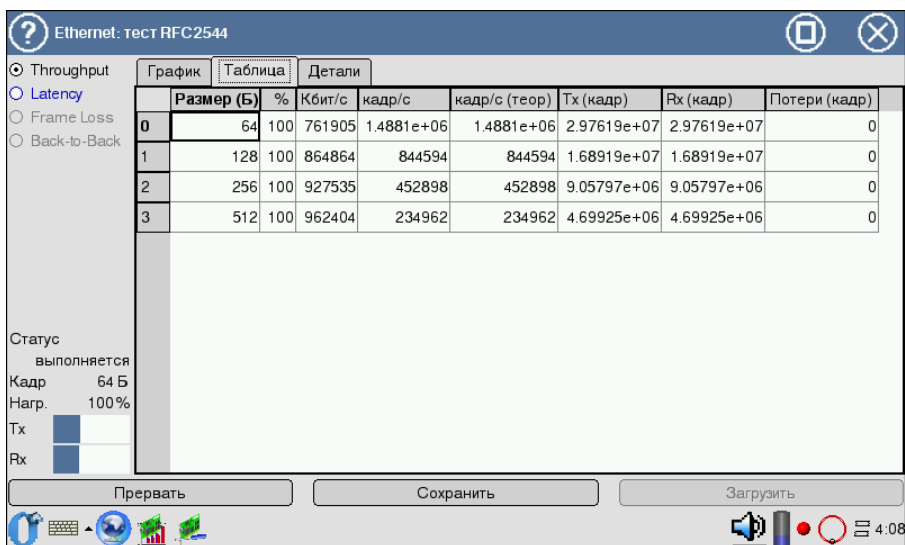 Ethernet: тест RFC2544
Throughput
Latency
Frame Loss
Back-to-Back
График Таблица Детали
Размер (Б) % Кбит/с кадр/с кадр/с (теор) Tx (кадр) Rx (кадр) Потери (кадр)
0 64 100 761905 1.4881e+06 1.4881e+06 2.97619e+07 2.97619e+07 0
1 128 100 864864 844594 844594 1.68919e+07 1.68919e+07 0
2 256 100 927535 452898 452898 9.05797e+06 9.05797e+06 0
3 512 100 962404 234962 234962 4.69925e+06 4.69925e+06 0
Статус
выполняется
Кадр 64 Б
Нагр. 100%
Tx
Rx
Прервать Сохранить Загрузить
4:08